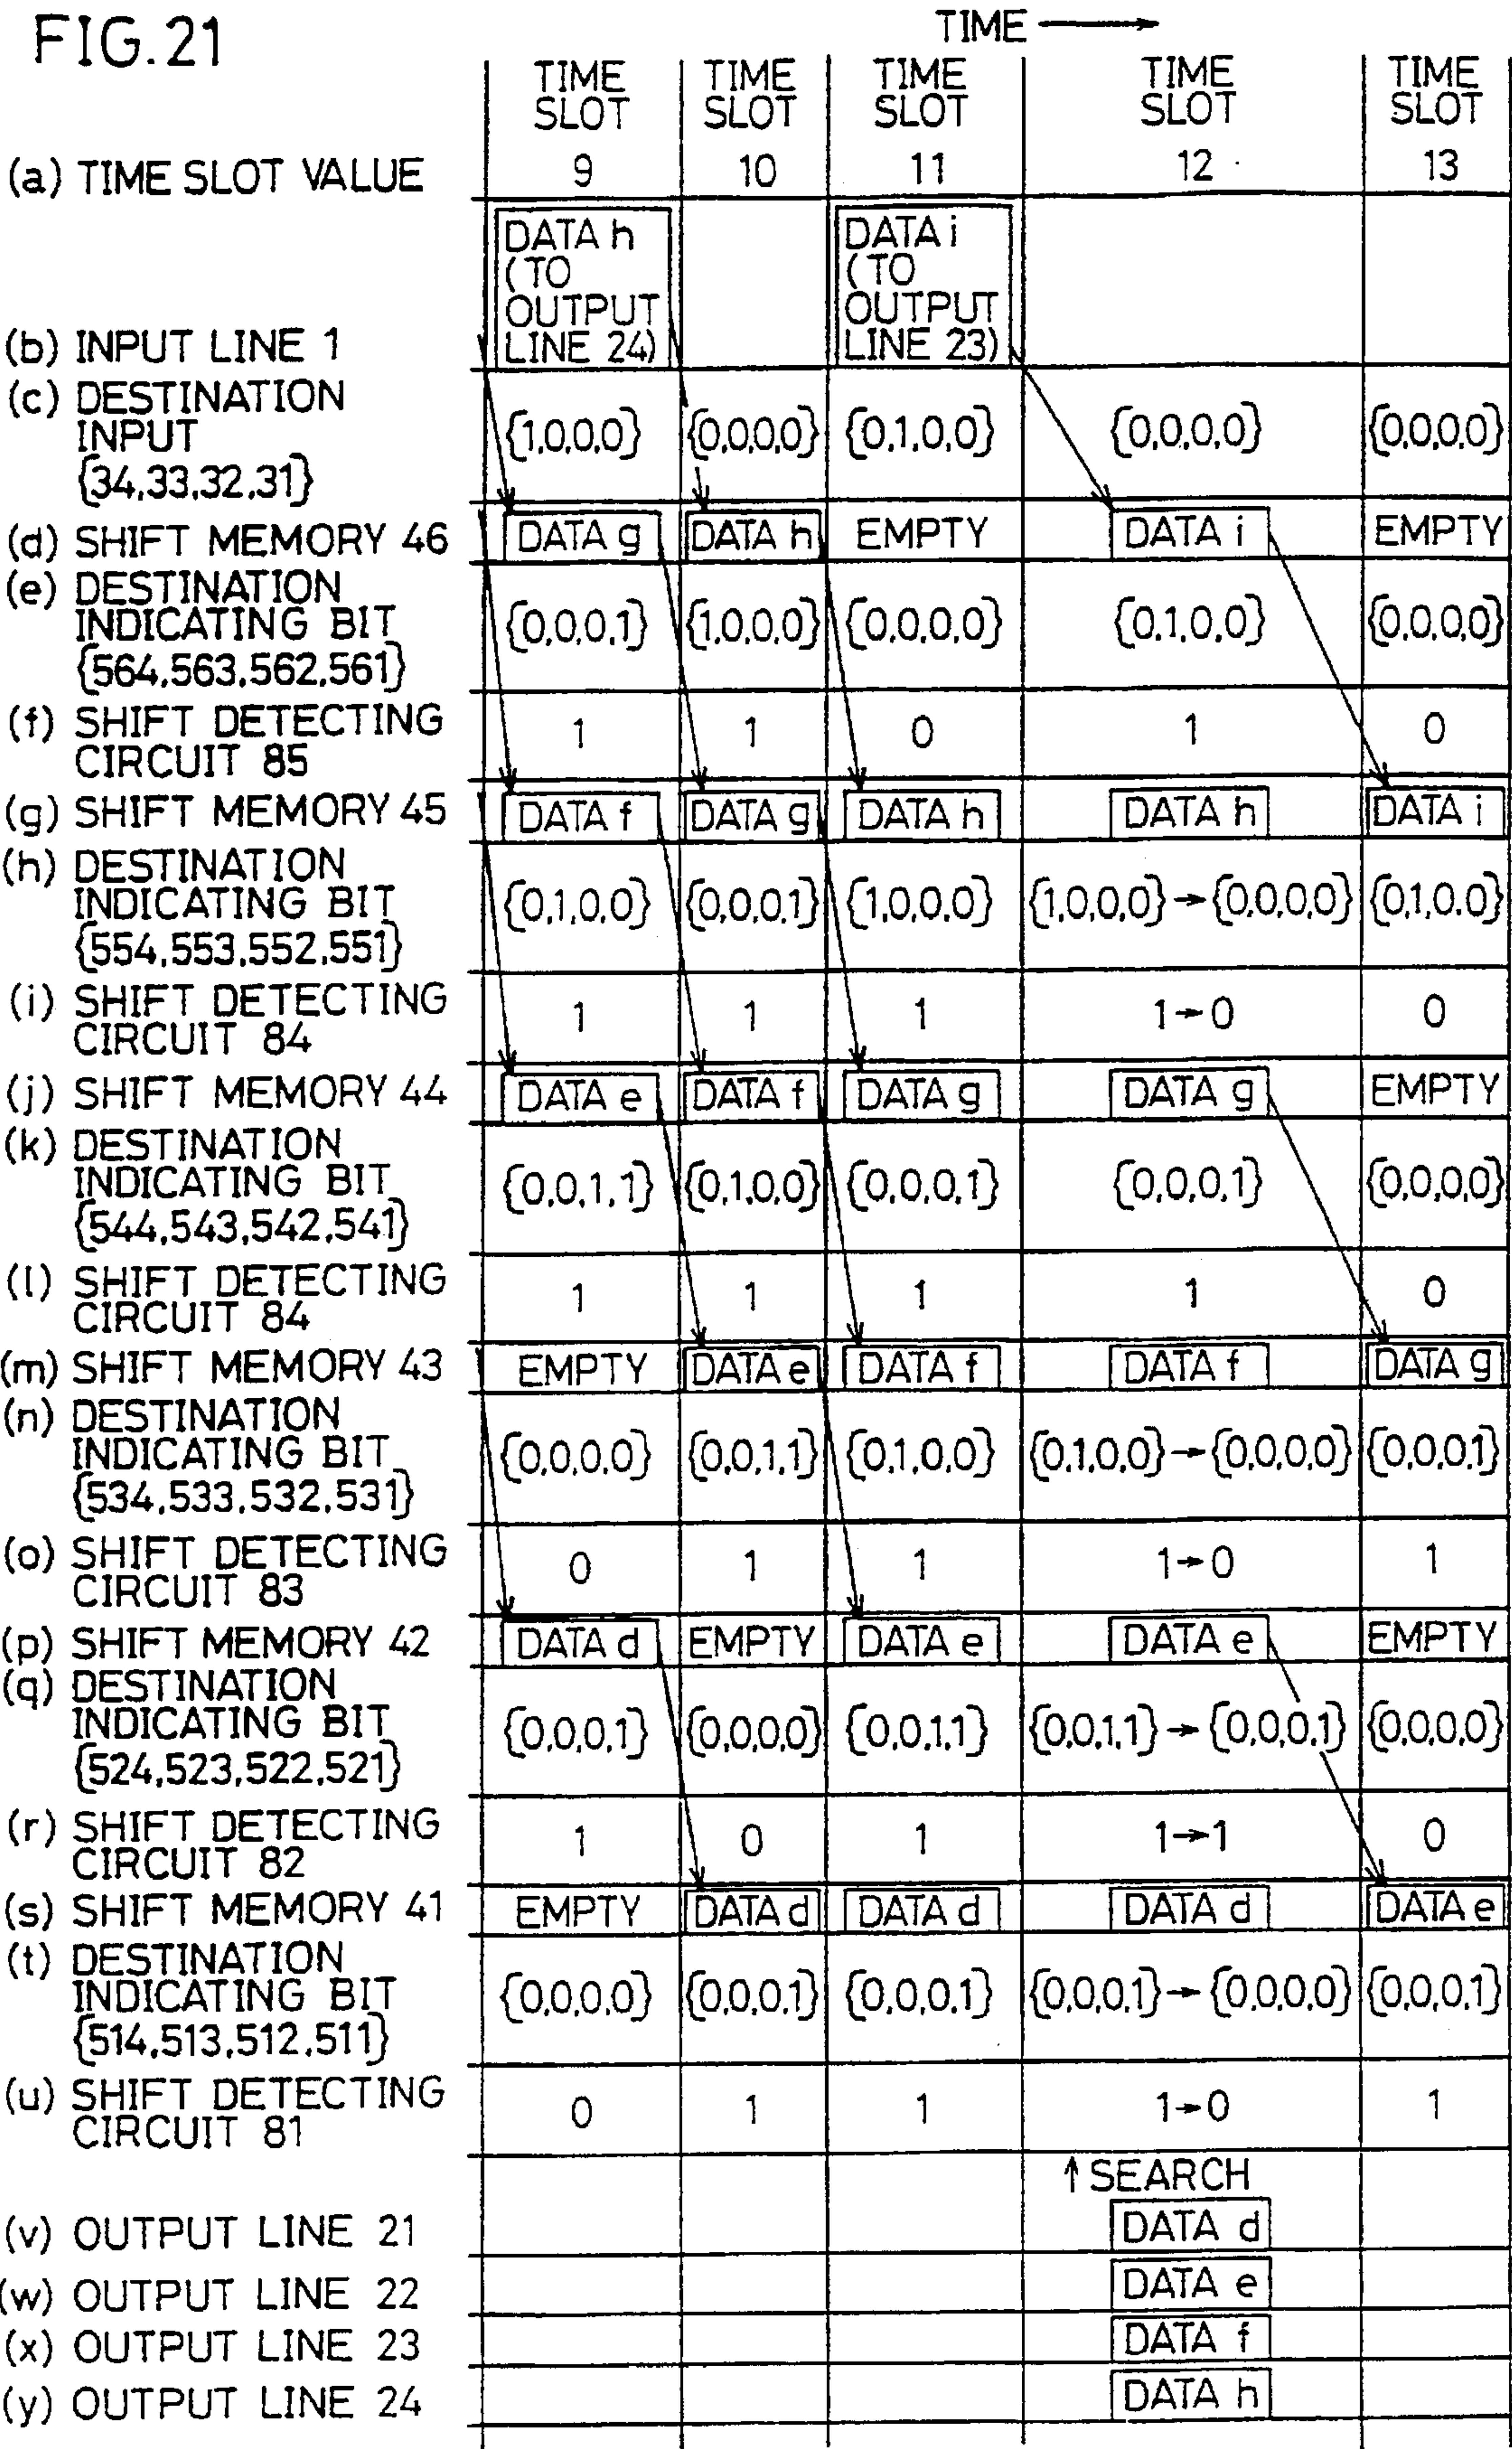 FIG.21
TIME →
TIME SLOT TIME SLOT TIME SLOT TIME SLOT TIME SLOT
(a) TIME SLOT VALUE 9 10 11 12 13
DATA h (TO OUTPUT LINE 24) DATA i (TO OUTPUT LINE 23)
(b) INPUT LINE 1
(c) DESTINATION
INPUT {1,0,0,0} {0,0,0,0} {0,1,0,0} {0,0,0,0} {0,0,0,0}
{34,33,32,31}
(d) SHIFT MEMORY 46 DATA g DATA h EMPTY DATA i EMPTY
(e) DESTINATION
INDICATING BIT {0,0,0,1} {1,0,0,0} {0,0,0,0} {0,1,0,0} {0,0,0,0}
{564,563,562,561}
(f) SHIFT DETECTING 1 1 0 1 0
CIRCUIT 85
(g) SHIFT MEMORY 45 DATA f DATA g DATA h DATA h DATA i
(h) DESTINATION
INDICATING BIT {0,1,0,0} {0,0,0,1} {1,0,0,0} {1,0,0,0}→{0,0,0,0} {0,1,0,0}
{554,553,552,551}
(i) SHIFT DETECTING 1 1 1 1→0 0
CIRCUIT 84
(j) SHIFT MEMORY 44 DATA e DATA f DATA g DATA g EMPTY
(k) DESTINATION
INDICATING BIT {0,0,1,1} {0,1,0,0} {0,0,0,1} {0,0,0,1} {0,0,0,0}
{544,543,542,541}
(l) SHIFT DETECTING 1 1 1 1 0
CIRCUIT 84
(m) SHIFT MEMORY 43 EMPTY DATA e DATA f DATA f DATA g
(n) DESTINATION
INDICATING BIT {0,0,0,0} {0,0,1,1} {0,1,0,0} {0,1,0,0}→{0,0,0,0} {0,0,0,1}
{534,533,532,531}
(o) SHIFT DETECTING 0 1 1 1→0 1
CIRCUIT 83
(p) SHIFT MEMORY 42 DATA d EMPTY DATA e DATA e EMPTY
(q) DESTINATION
INDICATING BIT {0,0,0,1} {0,0,0,0} {0,0,1,1} {0,0,1,1}→{0,0,0,1} {0,0,0,0}
{524,523,522,521}
(r) SHIFT DETECTING 1 0 1 1→1 0
CIRCUIT 82
(s) SHIFT MEMORY 41 EMPTY DATA d DATA d DATA d DATA e
(t) DESTINATION
INDICATING BIT {0,0,0,0} {0,0,0,1} {0,0,0,1} {0,0,0,1}→{0,0,0,0} {0,0,0,1}
{514,513,512,511}
(u) SHIFT DETECTING 0 1 1 1→0 1
CIRCUIT 81
↑ SEARCH
(v) OUTPUT LINE 21 DATA d
(w) OUTPUT LINE 22 DATA e
(x) OUTPUT LINE 23 DATA f
(y) OUTPUT LINE 24 DATA h